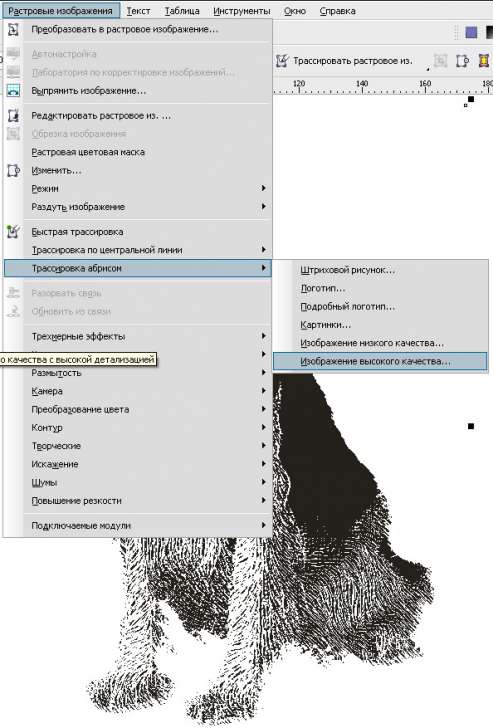 Растровые изображения Текст Таблица Инструменты Окно Справка
Преобразовать в растровое изображение...
Автонастройка
Лаборатория по корректировке изображений...
Выпрямить изображение...
Трассировать растровое из.
120 140 160 180
Редактировать растровое из. ...
Обрезка изображения
Растровая цветовая маска
Изменить...
Режим
Раздуть изображение
Быстрая трассировка
Трассировка по центральной линии
Трассировка абрисом
Штриховой рисунок...
Логотип...
Подробный логотип...
Картинки...
Изображение низкого качества...
Изображение высокого качества...
Разорвать связь
Обновить из связи
Трехмерные эффекты
о качества с высокой детализацией
Размытость
Камера
Преобразование цвета
Контур
Творческие
Искажение
Шумы
Повышение резкости
Подключаемые модули